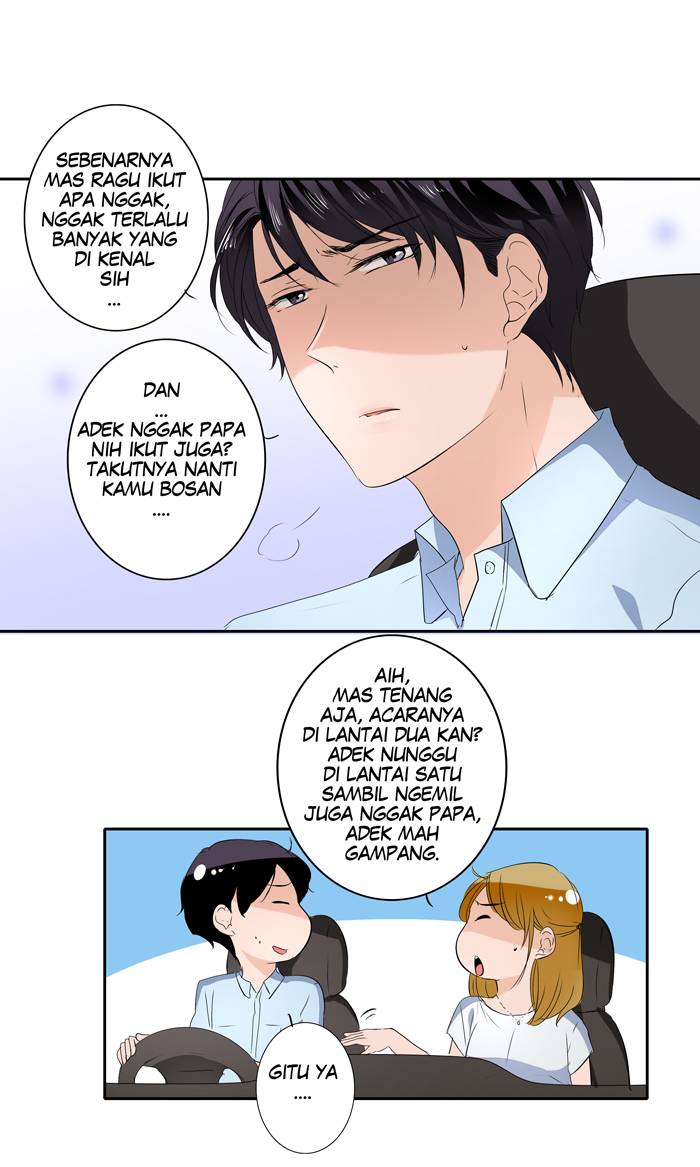 SEBENARNYA
MAS RAGU IKUT
APA NGGAK,
NGGAK TERLALU
BANYAK YANG
DI KENAL
SIH
...
DAN
...
ADEK NGGAK PAPA
NIH IKUT JUGA?
TAKUTNYA NANTI
KAMU BOSAN
....
AIH,
MAS TENANG
AJA, ACARANYA
DI LANTAI DUA KAN?
ADEK NUNGGU
DI LANTAI SATU
SAMBIL NGEMIL
JUGA NGGAK PAPA,
ADEK MAH
GAMPANG.
GITU YA
....